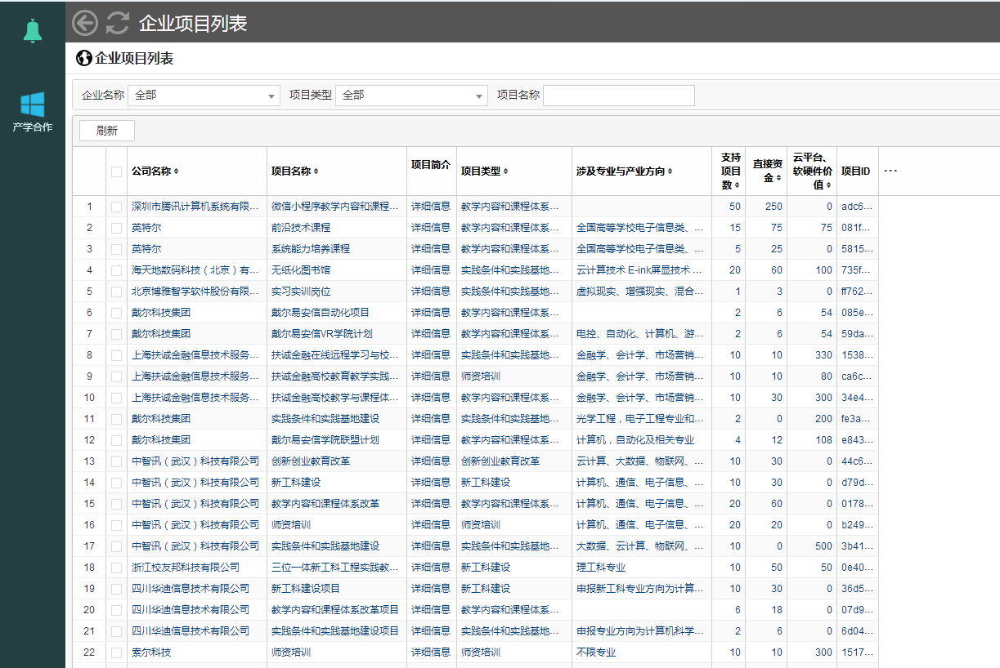 企业项目列表
产学合作
企业项目列表
企业名称 全部 项目类型 全部 项目名称
刷新
公司名称 项目名称 项目简介 项目类型 涉及专业与产业方向 支持项目数 直接资金 云平台、软硬件价值 项目ID ...
1 深圳市腾讯计算机系统有限... 微信小程序教学内容和课程... 详细信息 教学内容和课程体系... 50 250 0 adc6...
2 英特尔 前沿技术课程 详细信息 教学内容和课程体系... 全国高等学校电子信息类、... 15 75 75 081f...
3 英特尔 系统能力培养课程 详细信息 教学内容和课程体系... 全国高等学校电子信息类、... 5 25 0 5815...
4 海天地数码科技（北京）有... 无纸化图书馆 详细信息 实践条件和实践基地... 云计算技术 E-ink屏显技术 ... 20 60 100 735f...
5 北京博雅智学软件股份有限... 实习实训岗位 详细信息 实践条件和实践基地... 虚拟现实、增强现实、混合... 1 3 0 ff762...
6 戴尔科技集团 戴尔易安信自动化项目 详细信息 教学内容和课程体系... 2 6 54 085e...
7 戴尔科技集团 戴尔易安信VR学院计划 详细信息 教学内容和课程体系... 电控、自动化、计算机、游... 2 6 54 59da...
8 上海扶诚金融信息技术服务... 扶诚金融在线远程学习与校... 详细信息 实践条件和实践基地... 金融学、会计学、市场营销... 10 10 330 1538...
9 上海扶诚金融信息技术服务... 扶诚金融高校教育教学实践... 详细信息 师资培训 金融学、会计学、市场营销... 10 10 80 ca6c...
10 上海扶诚金融信息技术服务... 扶诚金融高校教学与课程体... 详细信息 教学内容和课程体系... 金融学、会计学、市场营销... 10 30 300 34e4...
11 戴尔科技集团 实践条件和实践基地建设 详细信息 实践条件和实践基地... 光学工程，电子工程专业和... 2 0 200 fe3a...
12 戴尔科技集团 戴尔易安信学院联盟计划 详细信息 教学内容和课程体系... 计算机，自动化及相关专业 4 12 108 e843...
13 中智讯（武汉）科技有限公司 创新创业教育改革 详细信息 创新创业教育改革 云计算、大数据、物联网、... 10 30 0 44c6...
14 中智讯（武汉）科技有限公司 新工科建设 详细信息 新工科建设 计算机、通信、电子信息、... 10 30 0 d79d...
15 中智讯（武汉）科技有限公司 教学内容和课程体系改革 详细信息 教学内容和课程体系... 计算机、通信、电子信息、... 20 60 0 0178...
16 中智讯（武汉）科技有限公司 师资培训 详细信息 师资培训 计算机、通信、电子信息、... 20 20 0 b249...
17 中智讯（武汉）科技有限公司 实践条件和实践基地建设 详细信息 实践条件和实践基地... 大数据、云计算、物联网、... 10 0 500 3b41...
18 浙江校友邦科技有限公司 三位一体新工科工程实践教... 详细信息 新工科建设 理工科专业 10 50 50 0e40...
19 四川华迪信息技术有限公司 新工科建设项目 详细信息 新工科建设 申报新工科专业方向为计算... 10 30 0 36d5...
20 四川华迪信息技术有限公司 教学内容和课程体系改革项目 详细信息 教学内容和课程体系... 6 18 0 07d9...
21 四川华迪信息技术有限公司 实践条件和实践基地建设项目 详细信息 实践条件和实践基地... 申报专业方向为计算机科学... 2 6 0 6d04...
22 索尔科技 师资培训 详细信息 师资培训 不限专业 10 10 300 1517...